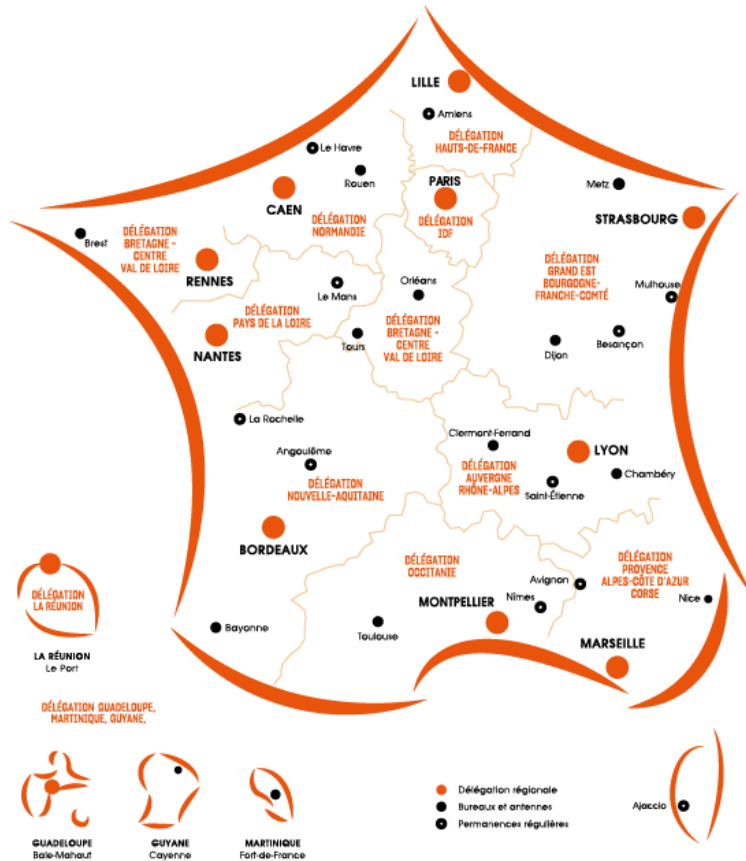 LILLE
Amiens
DÉLÉGATION
HAUTS-DE-FRANCE
Le Havre
Rouen
CAEN
DÉLÉGATION
NORMANDIE
PARIS
DÉLÉGATION
IDF
Metz
STRASBOURG
Brest
DÉLÉGATION
BRETAGNE -
CENTRE
VAL DE LOIRE
RENNES
Le Mans
Orléans
DÉLÉGATION
GRAND EST
BOURGOGNE-
FRANCHE-COMTÉ
Mulhouse
DÉLÉGATION
PAYS DE LA LOIRE
NANTES
Tours
DÉLÉGATION
BRETAGNE -
CENTRE
VAL DE LOIRE
Dijon
Besançon
La Rochelle
Angoulême
DÉLÉGATION
NOUVELLE-AQUITAINE
Clermont-Ferrand
LYON
DÉLÉGATION
AUVERGNE
RHÔNE-ALPES
Saint-Étienne
Chambéry
BORDEAUX
DÉLÉGATION
OCCITANIE
DÉLÉGATION
PROVENCE
ALPES-CÔTE D'AZUR
CORSE
Avignon
Nîmes
Nice
MONTPELLIER
Bayonne
Toulouse
MARSEILLE
DÉLÉGATION
LA RÉUNION
LA RÉUNION
Le Port
DÉLÉGATION GUADELOUPE,
MARTINIQUE, GUYANE,
GUADELOUPE
Baie-Mahaut
GUYANE
Cayenne
MARTINIQUE
Fort-de-France
Délégation régionale
Bureaux et antennes
Permanences régulières
Ajaccio